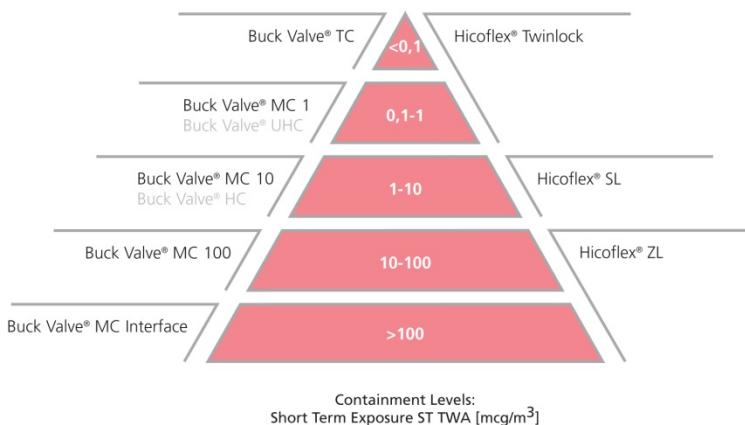 Buck Valve® TC
<0,1
Hicoflex® Twinlock
Buck Valve® MC 1
Buck Valve® UHC
0,1-1
Buck Valve® MC 10
Buck Valve® HC
1-10
Hicoflex® SL
Buck Valve® MC 100
10-100
Hicoflex® ZL
Buck Valve® MC Interface
>100
Containment Levels:
Short Term Exposure ST TWA [mcg/m³]